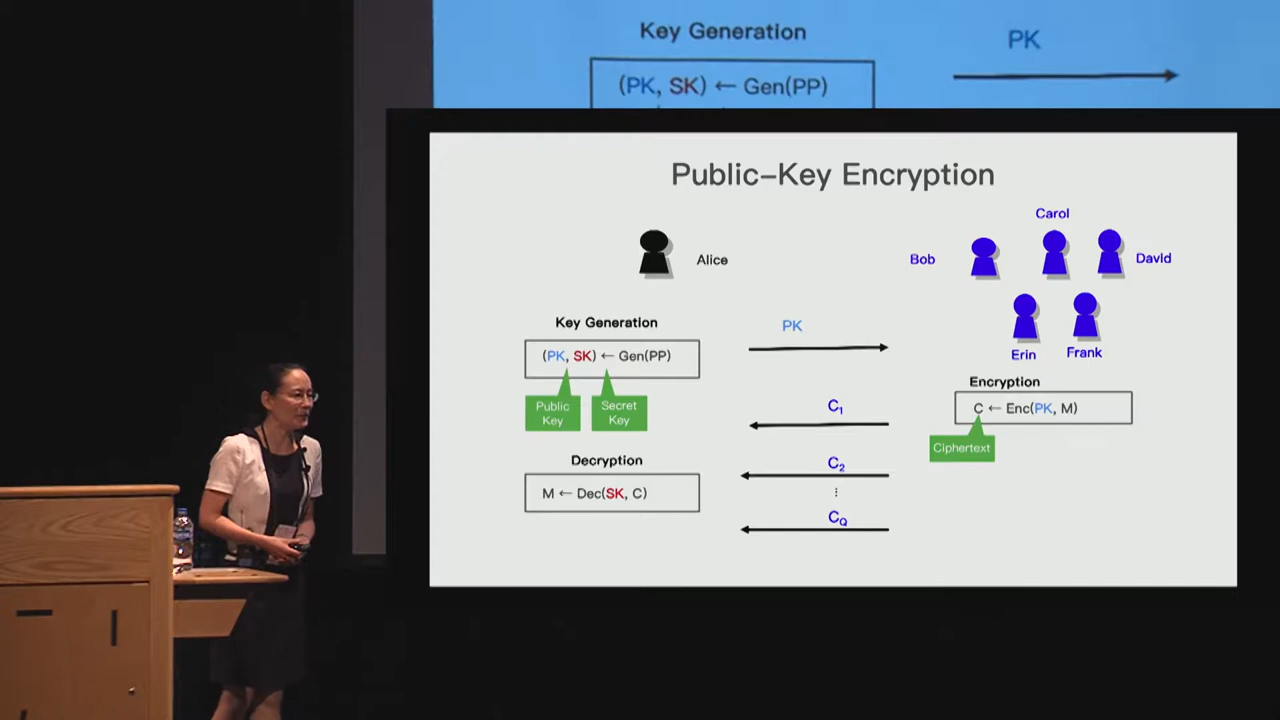 Key Generation
PK
(PK, SK) ← Gen(PP)
Public-Key Encryption
Carol
Bob
Alice
David
Erin
Frank
Key Generation
PK
(PK, SK) ← Gen(PP)
Public
Key
Secret
Key
Encryption
C ← Enc(PK, M)
Ciphertext
C₁
Decryption
M ← Dec(SK, C)
C₂
⋮
C_Q